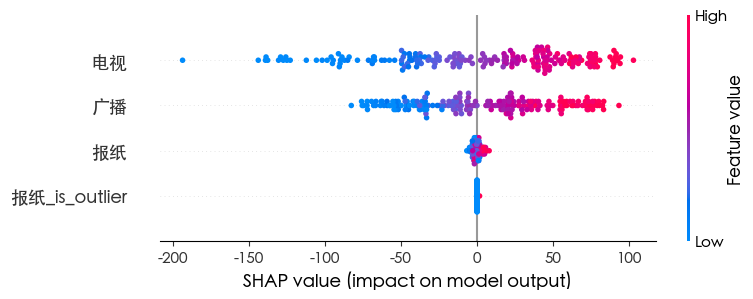 High
电视
广播
报纸
报纸_is_outlier
Feature value
Low
-200 -150 -100 -50 0 50 100
SHAP value (impact on model output)